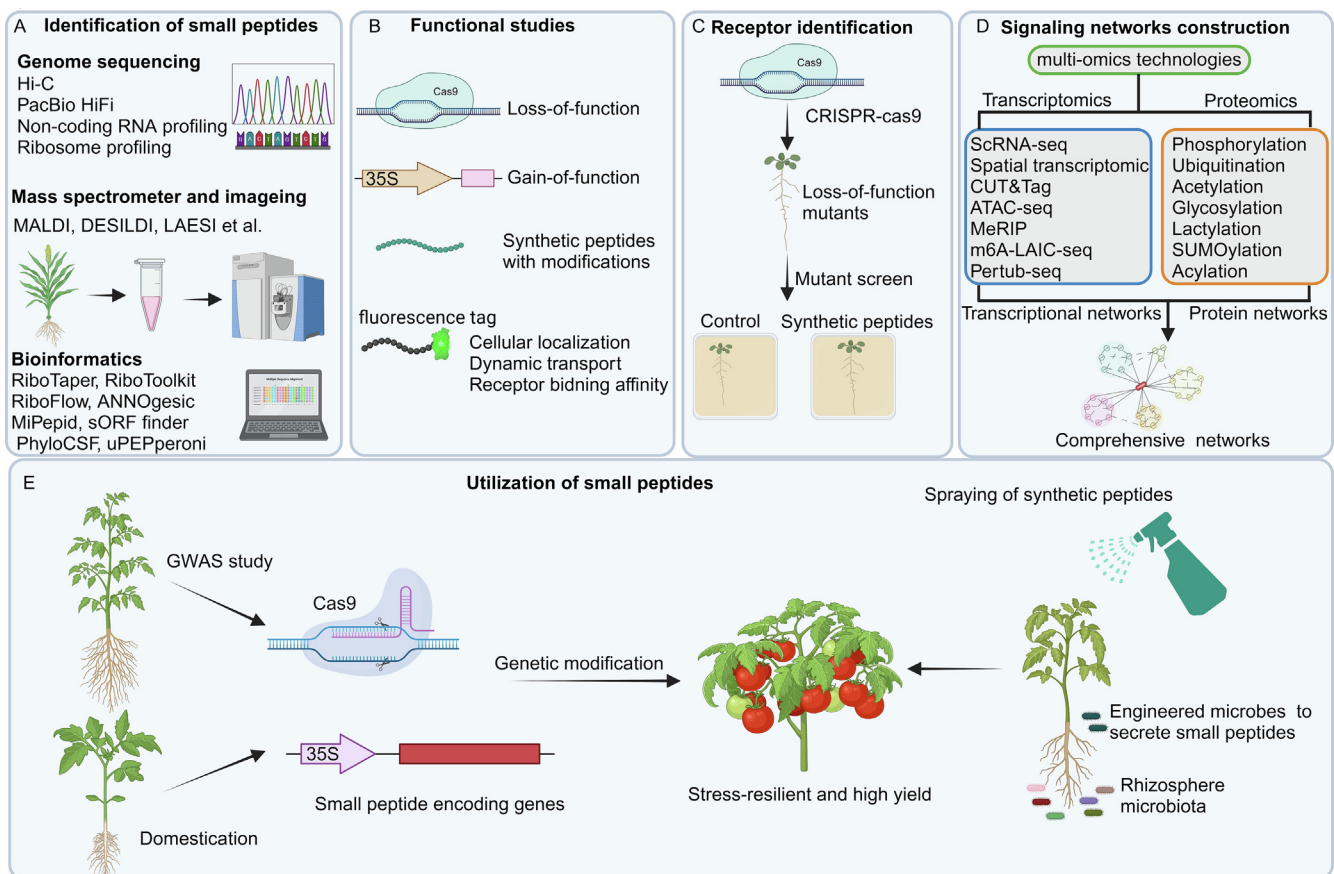 A Identification of small peptides
Genome sequencing
Hi-C
PacBio HiFi
Non-coding RNA profiling
Ribosome profiling
Mass spectrometer and imageing
MALDI, DESILDI, LAESI et al.
Bioinformatics
RiboTaper, RiboToolkit
RiboFlow, ANNOgesic
MiPepid, sORF finder
PhyloCSF, uPEPperoni
B Functional studies
Cas9
Loss-of-function
35S
Gain-of-function
Synthetic peptides
with modifications
fluorescence tag
Cellular localization
Dynamic transport
Receptor bidning affinity
C Receptor identification
Cas9
CRISPR-cas9
Loss-of-function
mutants
Mutant screen
Control
Synthetic peptides
D Signaling networks construction
multi-omics technologies
Transcriptomics
Proteomics
ScRNA-seq
Spatial transcriptomic
CUT&Tag
ATAC-seq
MeRIP
m6A-LAIC-seq
Pertub-seq
Phosphorylation
Ubiquitination
Acetylation
Glycosylation
Lactylation
SUMOylation
Acylation
Transcriptional networks
Protein networks
Comprehensive networks
E
Utilization of small peptides
GWAS study
Cas9
Genetic modification
35S
Small peptide encoding genes
Domestication
Stress-resilient and high yield
Spraying of synthetic peptides
Engineered microbes to
secrete small peptides
Rhizosphere
microbiota